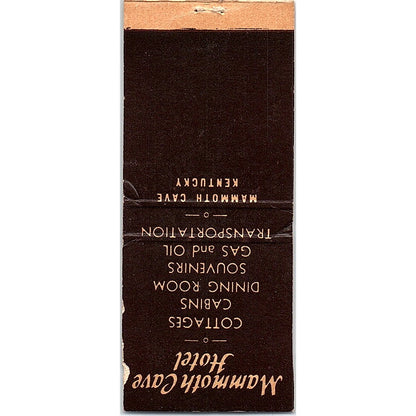 Mammoth Cave
Hotel
COTTAGES
CABINS
DINING ROOM
SOUVENIRS
GAS and OIL
TRANSPORTATION
MAMMOTH CAVE
KENTUCKY